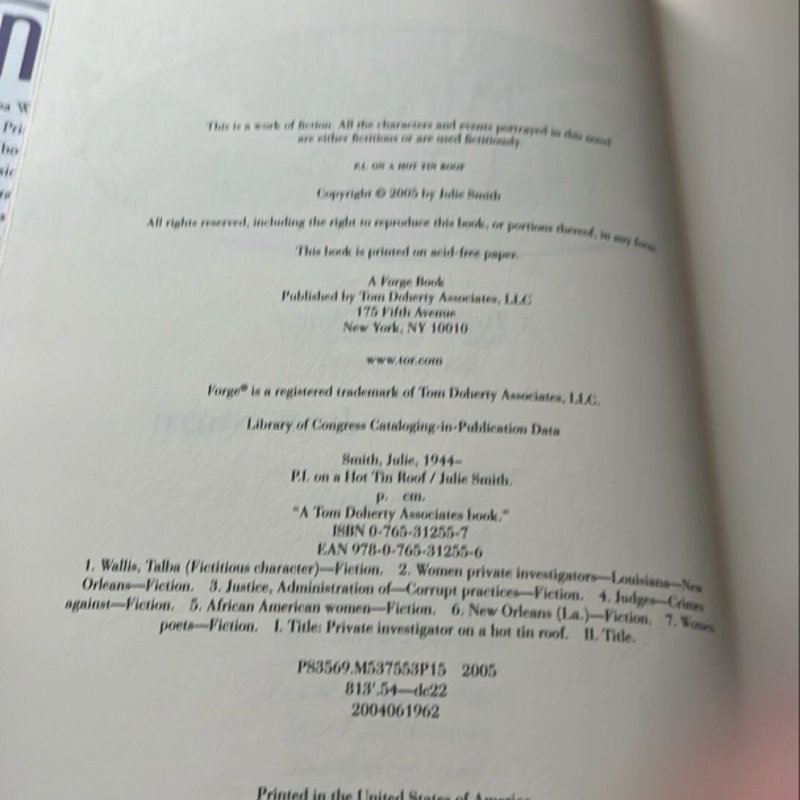 This is a work of fiction. All the characters and events portrayed in this novel
are either fictitious or are used fictitiously.
P.I. ON A HOT TIN ROOF
Copyright © 2005 by Julie Smith
All rights reserved, including the right to reproduce this book, or portions thereof, in any form.
This book is printed on acid-free paper.
A Forge Book
Published by Tom Doherty Associates, LLC
175 Fifth Avenue
New York, NY 10010
www.tor.com
Forge® is a registered trademark of Tom Doherty Associates, LLC.
Library of Congress Cataloging-in-Publication Data
Smith, Julie, 1944–
P.I. on a Hot Tin Roof / Julie Smith.
p. cm.
"A Tom Doherty Associates book."
ISBN 0-765-31255-7
EAN 978-0-765-31255-6
1. Wallis, Talba (Fictitious character)—Fiction. 2. Women private investigators—Louisiana—New
Orleans—Fiction. 3. Justice, Administration of—Corrupt practices—Fiction. 4. Judges—Crimes
against—Fiction. 5. African American women—Fiction. 6. New Orleans (La.)—Fiction. 7. Women
poets—Fiction. I. Title: Private investigator on a hot tin roof. II. Title.
PS3569.M537553P15 2005
813'.54—dc22
2004061962
Printed in the United States of America